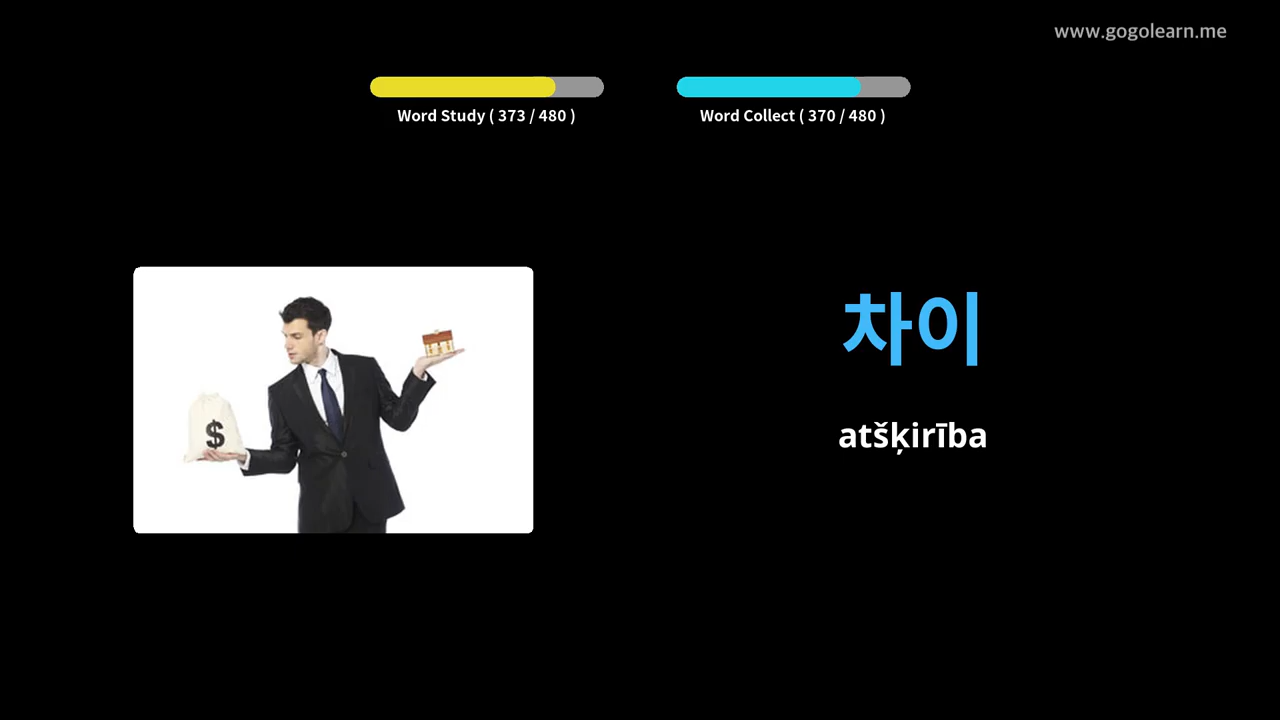 www.gogolearn.me
Word Study ( 373 / 480 )
Word Collect ( 370 / 480 )
차이
atšķirība
$